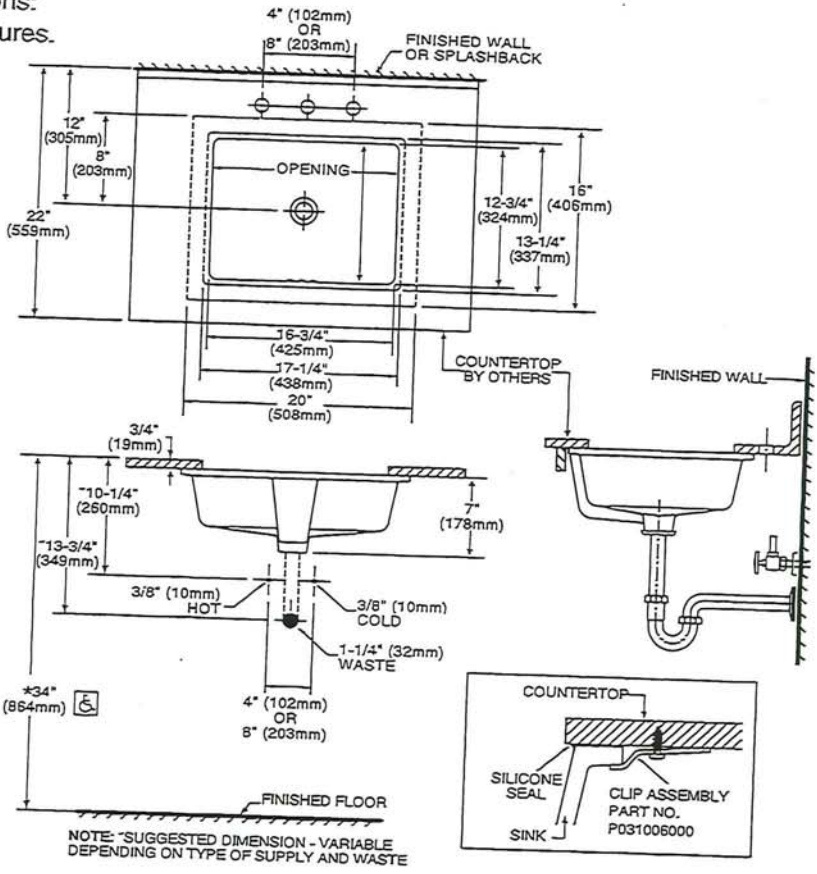 ons:
ures.
4" (102mm)
OR
8" (203mm)
FINISHED WALL
OR SPLASHBACK
12"
(305mm)
8"
(203mm)
22"
(559mm)
OPENING
12-3/4"
(324mm)
13-1/4"
(337mm)
16"
(406mm)
16-3/4"
(425mm)
17-1/4"
(438mm)
20"
(508mm)
COUNTERTOP
BY OTHERS
FINISHED WALL
3/4"
(19mm)
~10-1/4"
(260mm)
~13-3/4"
(349mm)
7"
(178mm)
3/8" (10mm)
HOT
3/8" (10mm)
COLD
1-1/4" (32mm)
WASTE
*34"
(864mm)
4" (102mm)
OR
8" (203mm)
FINISHED FLOOR
NOTE: ~SUGGESTED DIMENSION - VARIABLE
DEPENDING ON TYPE OF SUPPLY AND WASTE
COUNTERTOP
SILICONE
SEAL
SINK
CLIP ASSEMBLY
PART NO.
P031006000